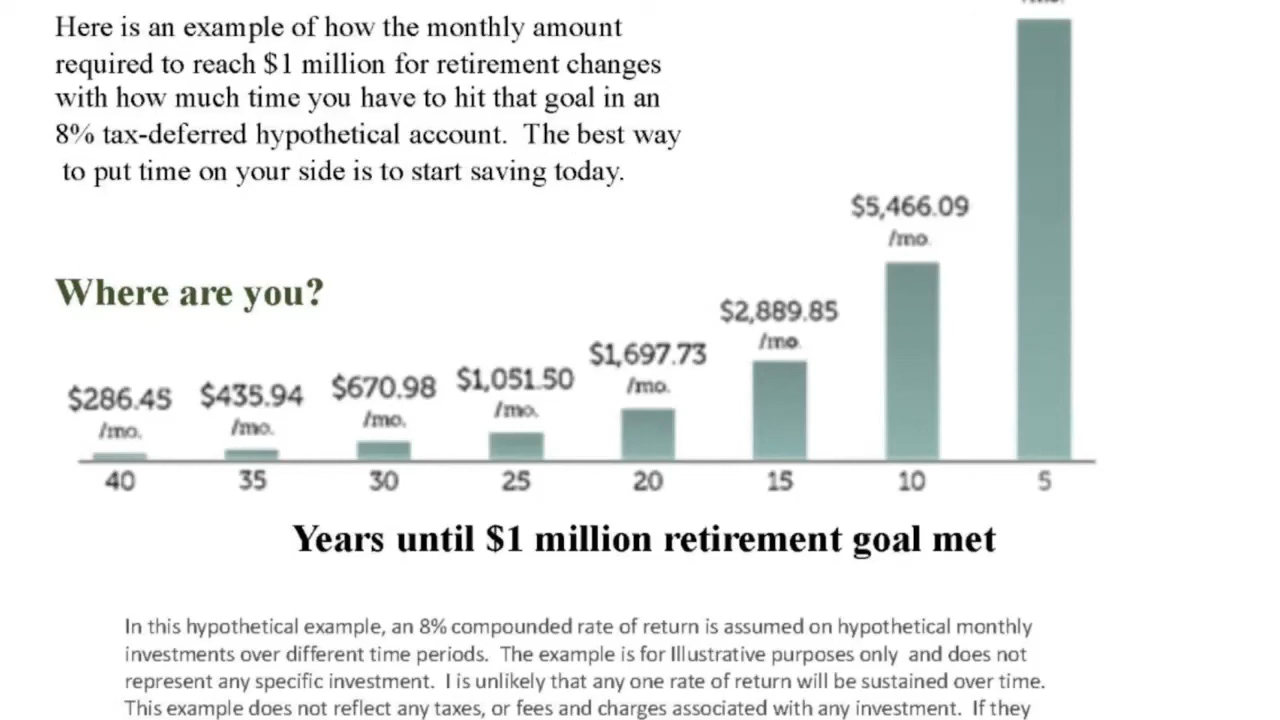 Here is an example of how the monthly amount
required to reach $1 million for retirement changes
with how much time you have to hit that goal in an
8% tax-deferred hypothetical account. The best way
to put time on your side is to start saving today.
Where are you?
$286.45
/mo.
$435.94
/mo.
$670.98
/mo.
$1,051.50
/mo.
$1,697.73
/mo.
$2,889.85
/mo.
$5,466.09
/mo.
40 35 30 25 20 15 10 5
Years until $1 million retirement goal met
In this hypothetical example, an 8% compounded rate of return is assumed on hypothetical monthly
investments over different time periods. The example is for Illustrative purposes only and does not
represent any specific investment. I is unlikely that any one rate of return will be sustained over time.
This example does not reflect any taxes, or fees and charges associated with any investment. If they